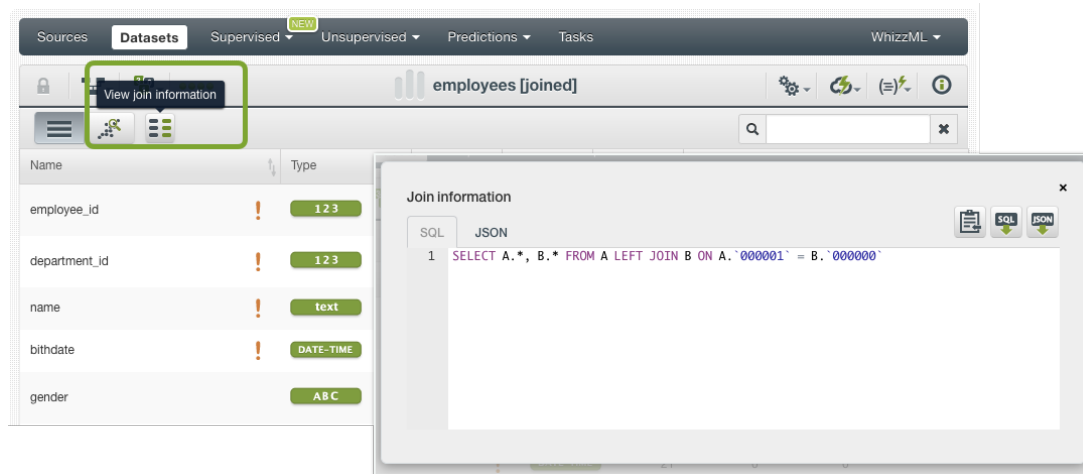 NEW
Sources Datasets Supervised Unsupervised Predictions Tasks WhizzML
employees [joined]
View join information
Name Type
employee_id 123
department_id 123
name text
bithdate DATE-TIME
gender ABC
Join information
SQL JSON
SQL JSON
1 SELECT A.*, B.* FROM A LEFT JOIN B ON A.`000001` = B.`000000`